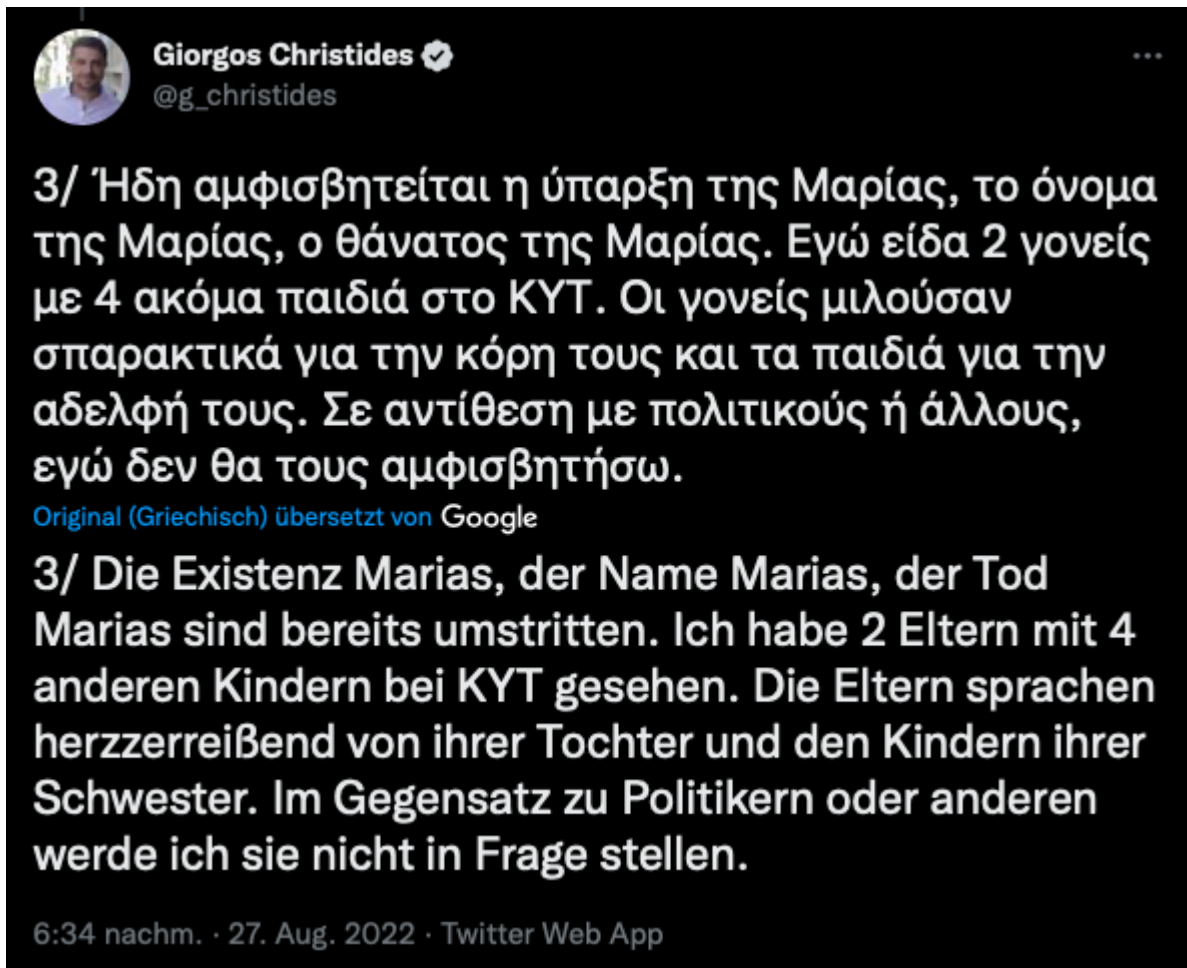 Giorgos Christides
@g_christides
3/ Ήδη αμφισβητείται η ύπαρξη της Μαρίας, το όνομα
της Μαρίας, ο θάνατος της Μαρίας. Εγώ είδα 2 γονείς
με 4 ακόμα παιδιά στο ΚΥΤ. Οι γονείς μιλούσαν
σπαρακτικά για την κόρη τους και τα παιδιά για την
αδελφή τους. Σε αντίθεση με πολιτικούς ή άλλους,
εγώ δεν θα τους αμφισβητήσω.
Original (Griechisch) übersetzt von Google
3/ Die Existenz Marias, der Name Marias, der Tod
Marias sind bereits umstritten. Ich habe 2 Eltern mit 4
anderen Kindern bei KYT gesehen. Die Eltern sprachen
herzzerreißend von ihrer Tochter und den Kindern ihrer
Schwester. Im Gegensatz zu Politikern oder anderen
werde ich sie nicht in Frage stellen.
6:34 nachm. · 27. Aug. 2022 · Twitter Web App